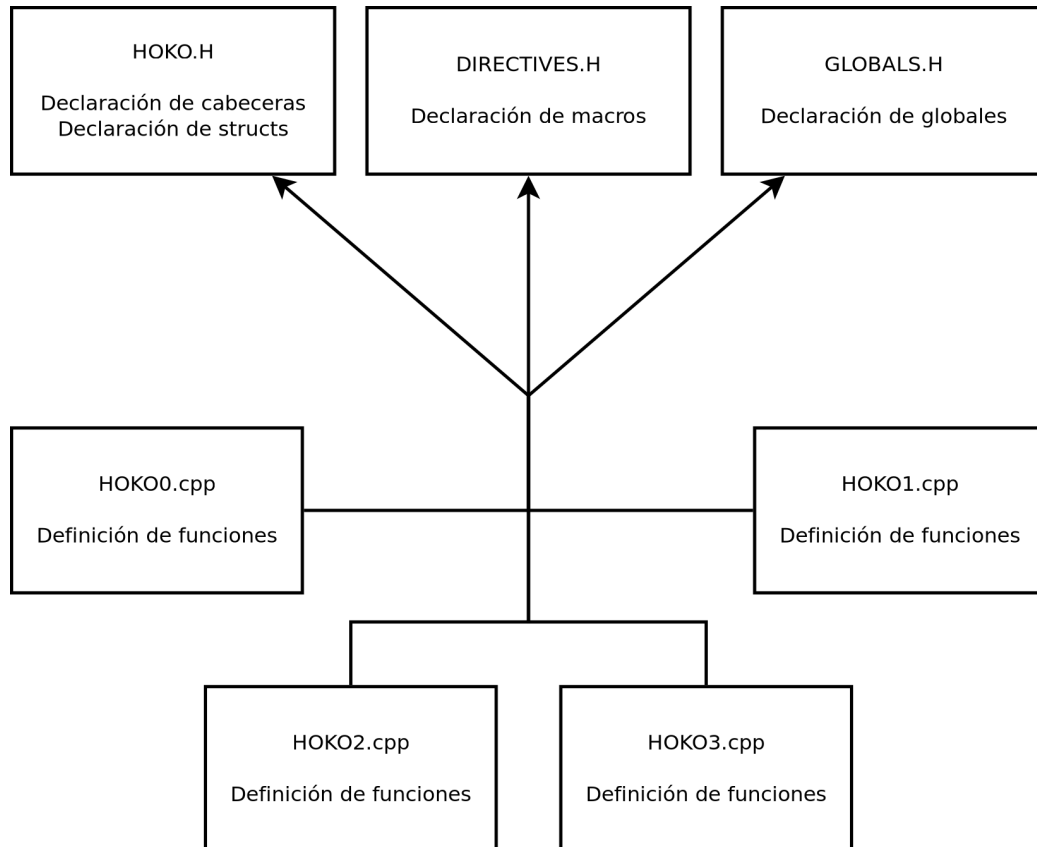 HOKO.H
Declaración de cabeceras
Declaración de structs
DIRECTIVES.H
Declaración de macros
GLOBALS.H
Declaración de globales
HOKO0.cpp
Definición de funciones
HOKO1.cpp
Definición de funciones
HOKO2.cpp
Definición de funciones
HOKO3.cpp
Definición de funciones